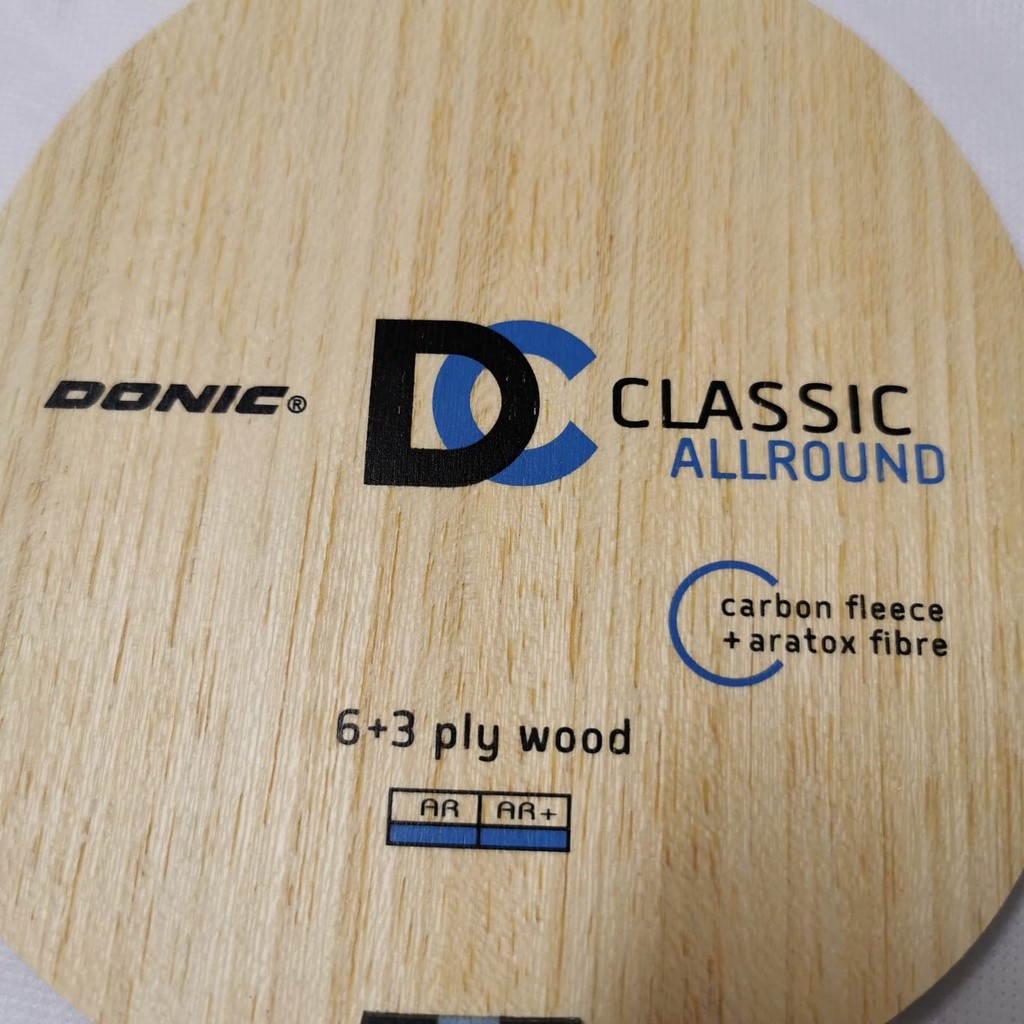 DONIC®
DC CLASSIC
ALLROUND
carbon fleece
+ aratox fibre
6+3 ply wood
AR AR+